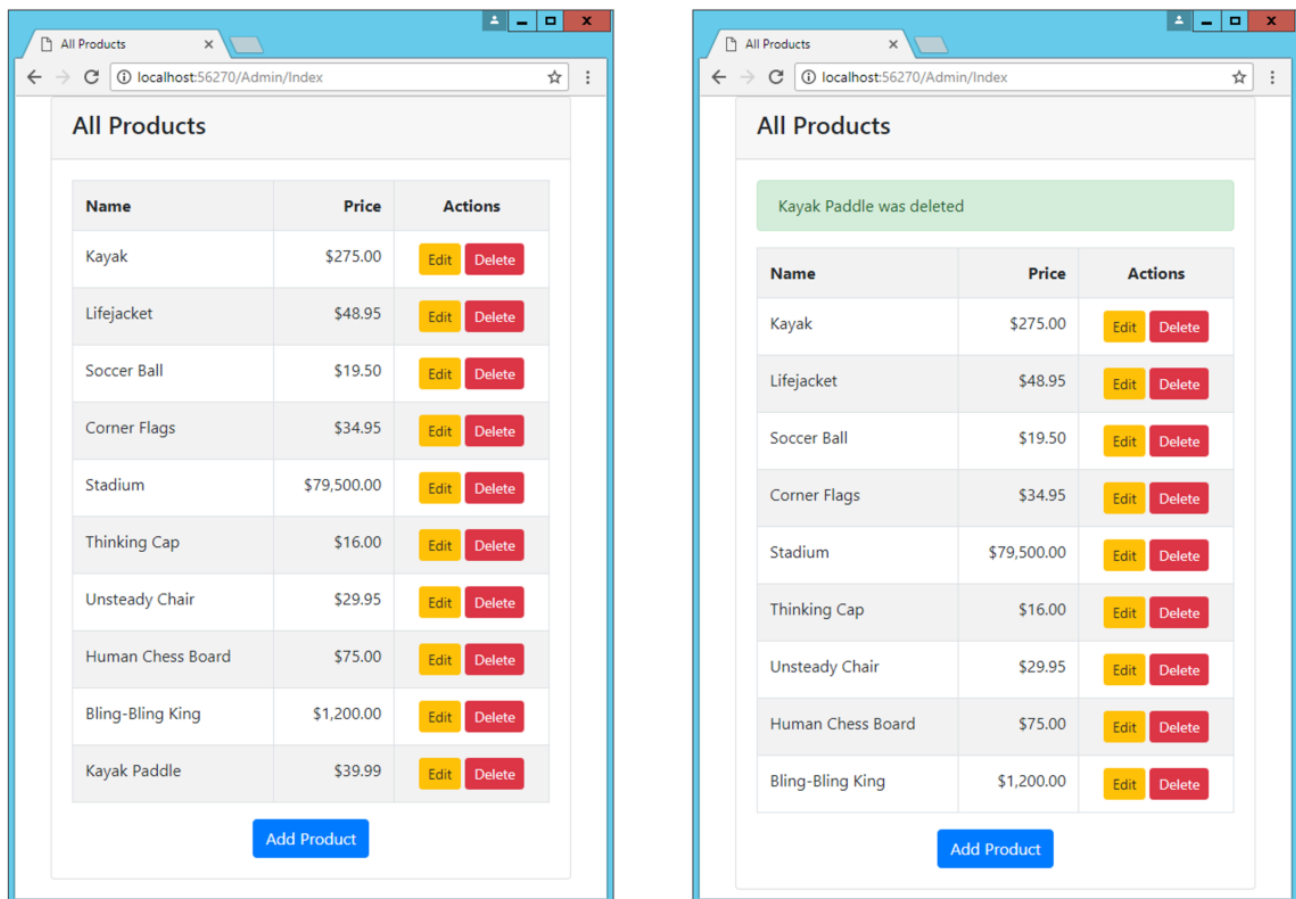 All Products
localhost:56270/Admin/Index
All Products
Name Price Actions
Kayak $275.00 Edit Delete
Lifejacket $48.95 Edit Delete
Soccer Ball $19.50 Edit Delete
Corner Flags $34.95 Edit Delete
Stadium $79,500.00 Edit Delete
Thinking Cap $16.00 Edit Delete
Unsteady Chair $29.95 Edit Delete
Human Chess Board $75.00 Edit Delete
Bling-Bling King $1,200.00 Edit Delete
Kayak Paddle $39.99 Edit Delete
Add Product
All Products
localhost:56270/Admin/Index
All Products
Kayak Paddle was deleted
Name Price Actions
Kayak $275.00 Edit Delete
Lifejacket $48.95 Edit Delete
Soccer Ball $19.50 Edit Delete
Corner Flags $34.95 Edit Delete
Stadium $79,500.00 Edit Delete
Thinking Cap $16.00 Edit Delete
Unsteady Chair $29.95 Edit Delete
Human Chess Board $75.00 Edit Delete
Bling-Bling King $1,200.00 Edit Delete
Add Product